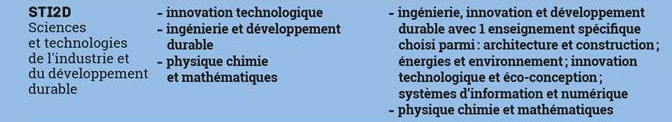 STI2D
Sciences
et technologies
de l'industrie et
du développement
durable
- innovation technologique
- ingénierie et développement
durable
- physique chimie
et mathématiques
- ingénierie, innovation et développement
durable avec 1 enseignement spécifique
choisi parmi : architecture et construction ;
énergies et environnement ; innovation
technologique et éco-conception ;
systèmes d'information et numérique
- physique chimie et mathématiques